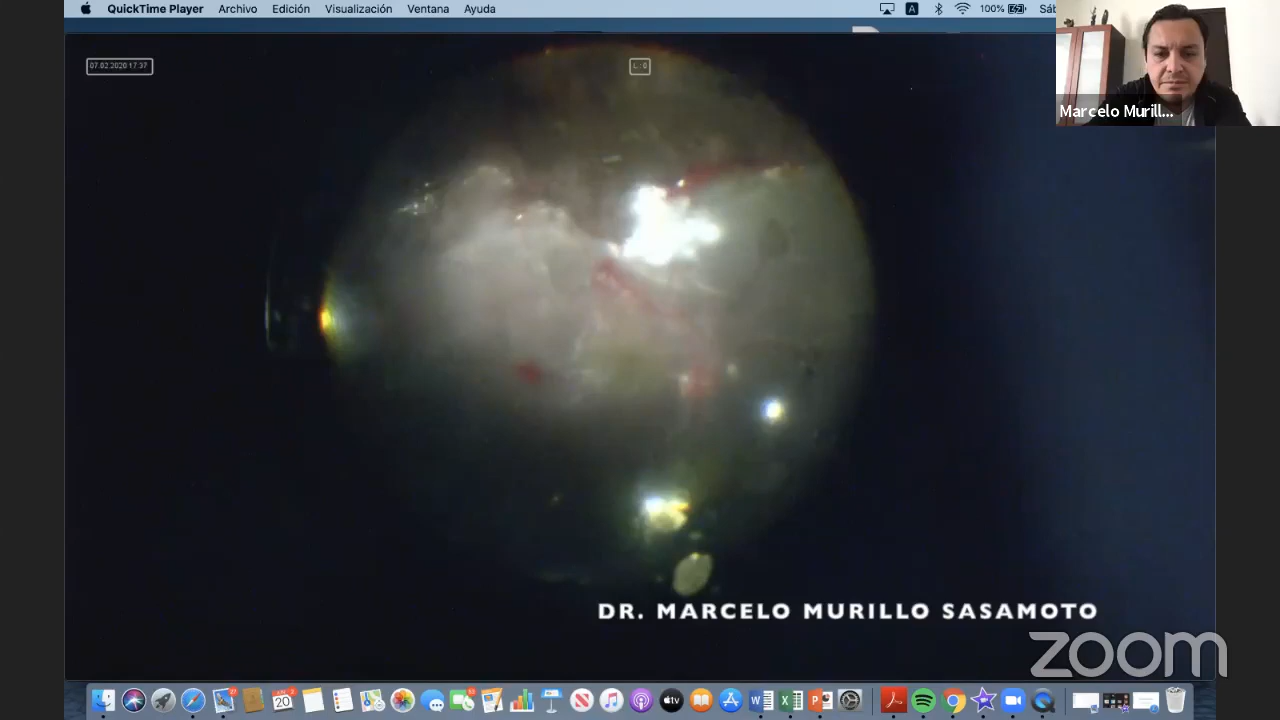 QuickTime Player Archivo Edición Visualización Ventana Ayuda 100% Sáb
07.02.2020 17:37
Marcelo Murill...
DR. MARCELO MURILLO SASAMOTO
zoom
20
tv